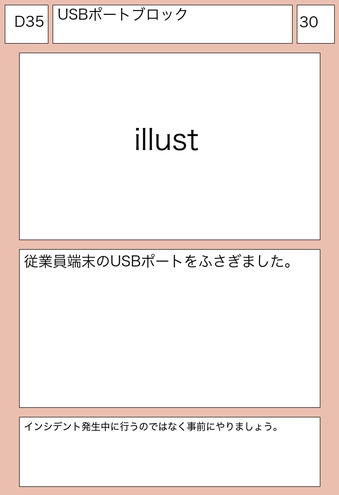 D35
USBポートブロック
30
illust
従業員端末のUSBポートをふさぎました。
インシデント発生中に行うのではなく事前にやりましょう。